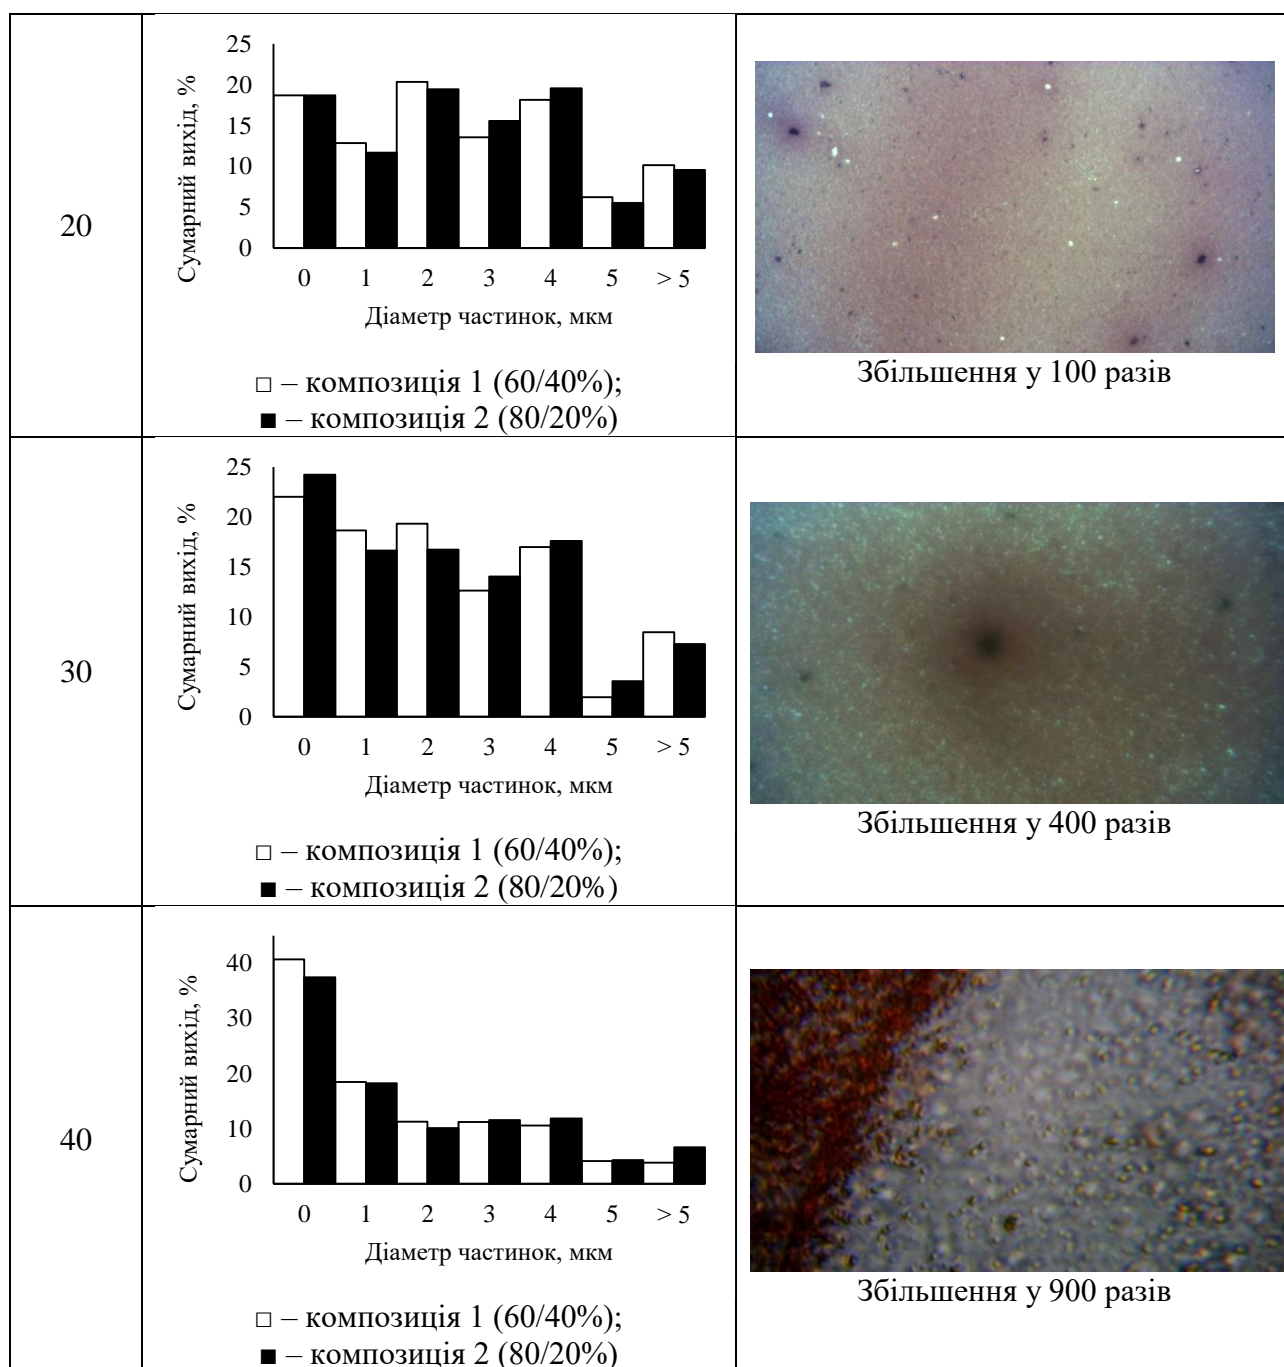 20
Сумарний вихід, %
25
20
15
10
5
0
0 1 2 3 4 5 > 5
Діаметр частинок, мкм
□ – композиція 1 (60/40%);
■ – композиція 2 (80/20%)
Збільшення у 100 разів
30
Сумарний вихід, %
25
20
15
10
5
0
0 1 2 3 4 5 > 5
Діаметр частинок, мкм
□ – композиція 1 (60/40%);
■ – композиція 2 (80/20%)
Збільшення у 400 разів
40
Сумарний вихід, %
40
30
20
10
0
0 1 2 3 4 5 > 5
Діаметр частинок, мкм
□ – композиція 1 (60/40%);
■ – композиція 2 (80/20%)
Збільшення у 900 разів